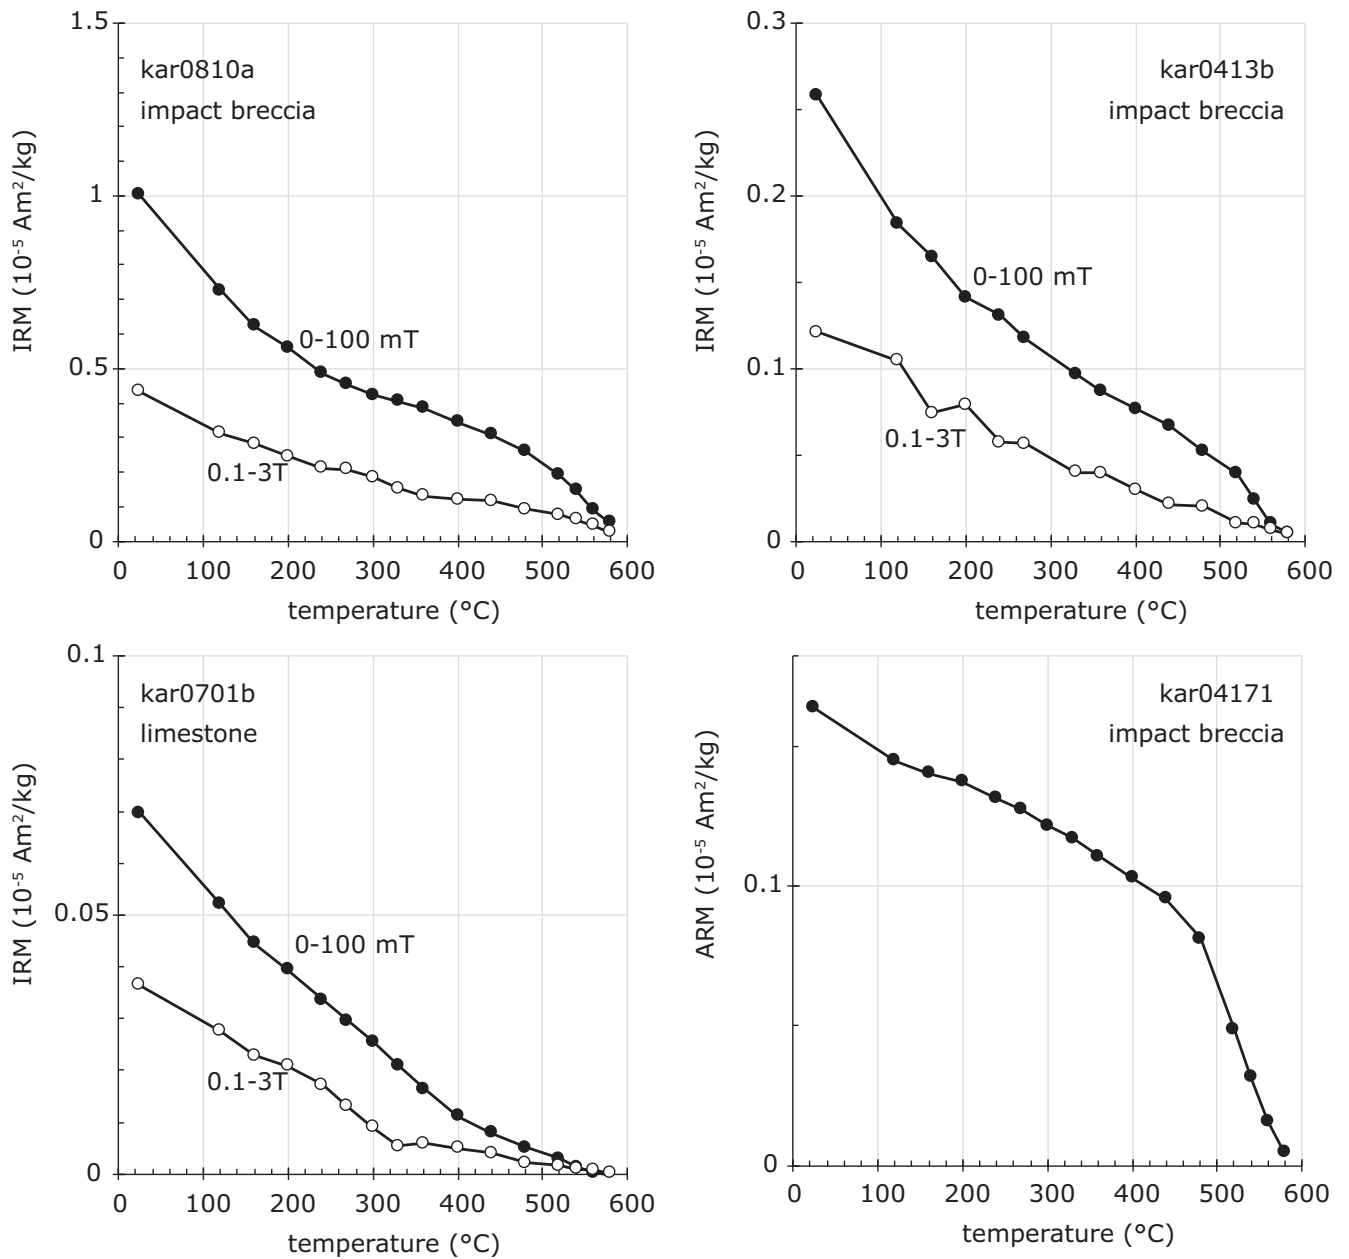 1.5
kar0810a
impact breccia
1
0-100 mT
0.5
0.1-3T
0
0 100 200 300 400 500 600
temperature (°C)
IRM (10⁻⁵ Am²/kg)
0.3
kar0413b
impact breccia
0.2
0-100 mT
0.1
0.1-3T
0
0 100 200 300 400 500 600
temperature (°C)
IRM (10⁻⁵ Am²/kg)
0.1
kar0701b
limestone
0.05
0-100 mT
0.1-3T
0
0 100 200 300 400 500 600
temperature (°C)
IRM (10⁻⁵ Am²/kg)
kar04171
impact breccia
0.1
0
0 100 200 300 400 500 600
temperature (°C)
ARM (10⁻⁵ Am²/kg)